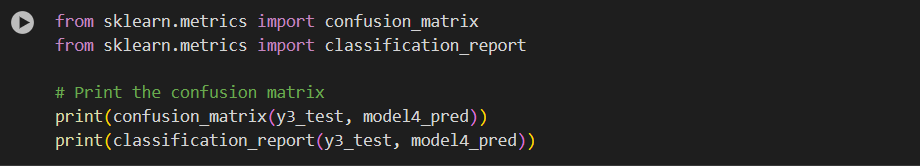 from sklearn.metrics import confusion_matrix
from sklearn.metrics import classification_report
# Print the confusion matrix
print(confusion_matrix(y3_test, model4_pred))
print(classification_report(y3_test, model4_pred))